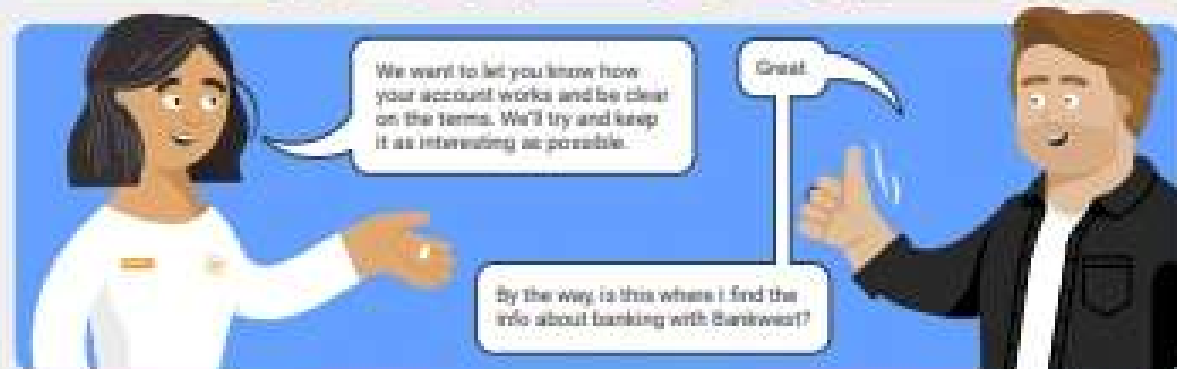 We want to let you know how
your account works and be clear
on the terms. We'll try and keep
it as interesting as possible.
Great
By the way, is this where I find the
info about banking with Bankwest?